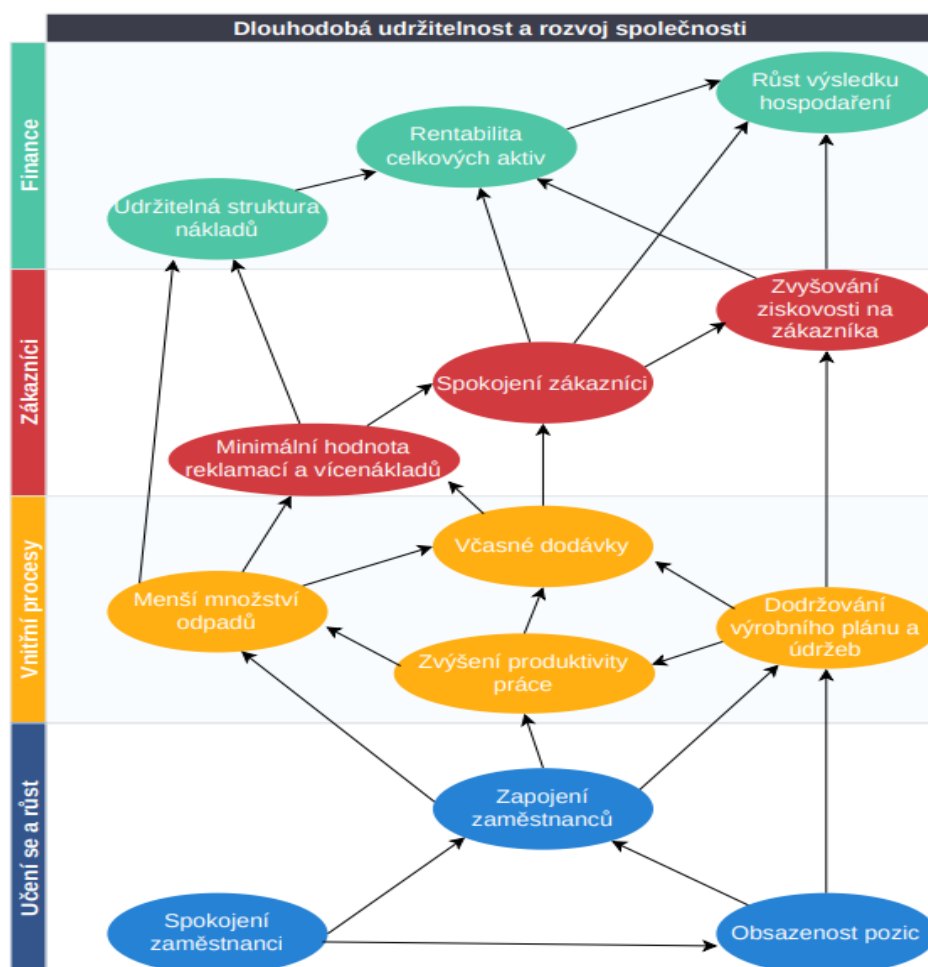 Dlouhodobá udržitelnost a rozvoj společnosti
Finance
Růst výsledku
hospodaření
Rentabilita
celkových aktiv
Udržitelná struktura
nákladů
Zákazníci
Zvyšování
ziskovosti na
zákazníka
Spokojení zákazníci
Minimální hodnota
reklamací a vícenákladů
Vnitřní procesy
Včasné dodávky
Menší množství
odpadů
Dodržování
výrobního plánu a
údržeb
Zvýšení produktivity
práce
Učení se a růst
Zapojení
zaměstnanců
Spokojení
zaměstnanci
Obsazenost pozic